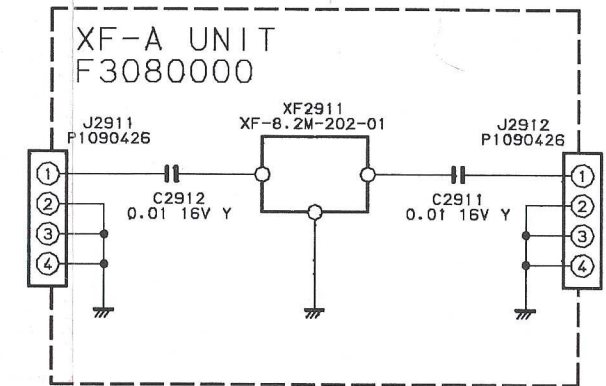 XF-A UNIT
F3080000
XF2911
XF-8.2M-202-01
J2911
P1090426
J2912
P1090426
1
2
3
4
C2912
0.01 16V Y
C2911
0.01 16V Y
1
2
3
4